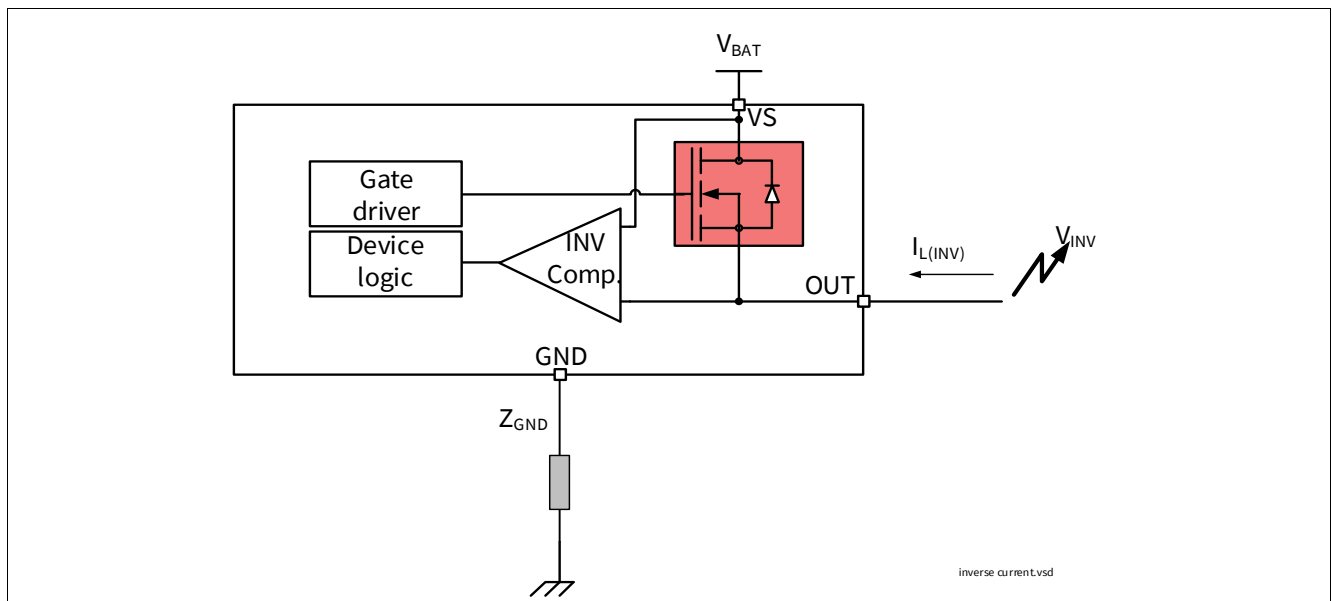 VBAT
VS
Gate
driver
Device
logic
INV
Comp.
IL(INV)
VINV
OUT
GND
ZGND
inverse current.vsd